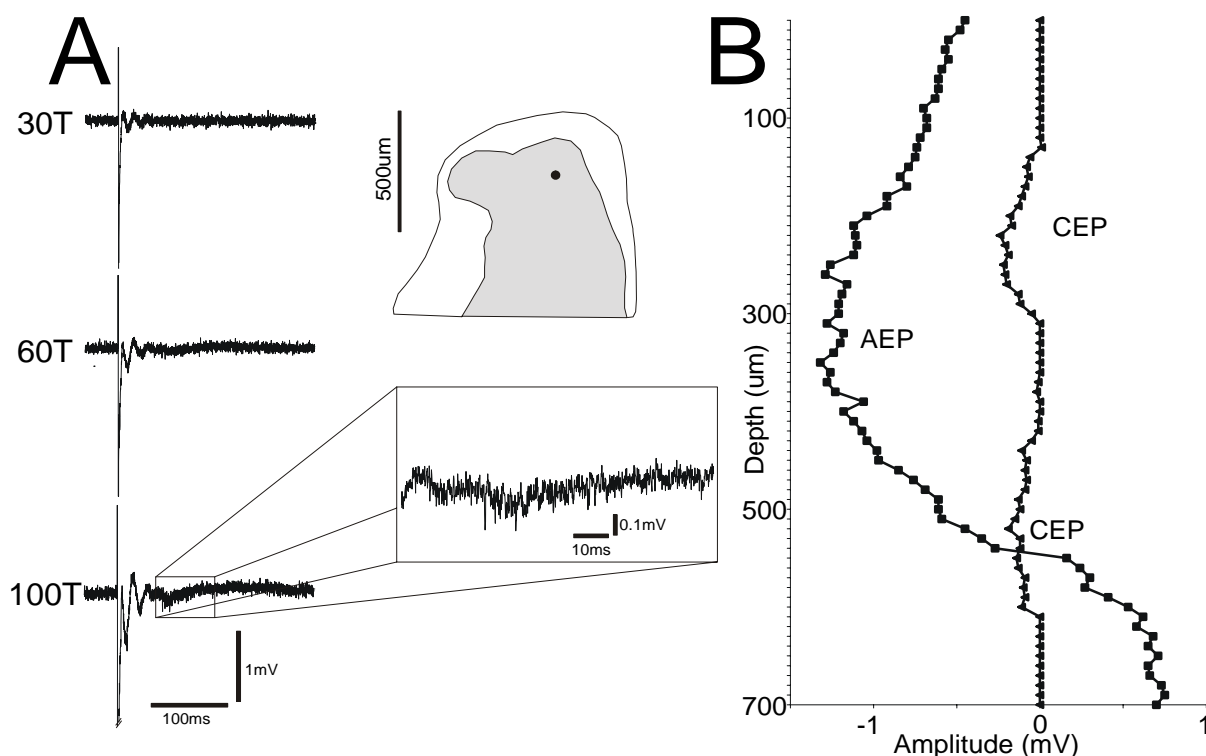 A
30T
500um
60T
0.1mV
10ms
100T
1mV
100ms
B
100
CEP
300
AEP
Depth (um)
500
CEP
700
-1
0
1
Amplitude (mV)